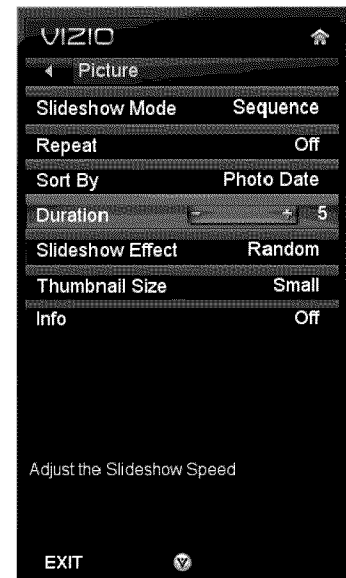 VIZIO
Picture
Slideshow Mode Sequence
Repeat Off
Sort By Photo Date
Duration - + 5
Slideshow Effect Random
Thumbnail Size Small
Info Off
Adjust the Slideshow Speed
EXIT V